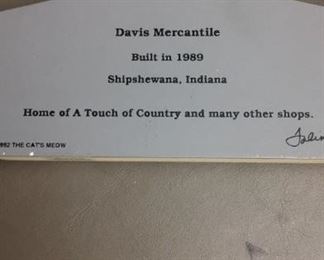 Davis Mercantile
Built in 1989
Shipshewana, Indiana
Home of A Touch of Country and many other shops.
THE CAT'S MEOW